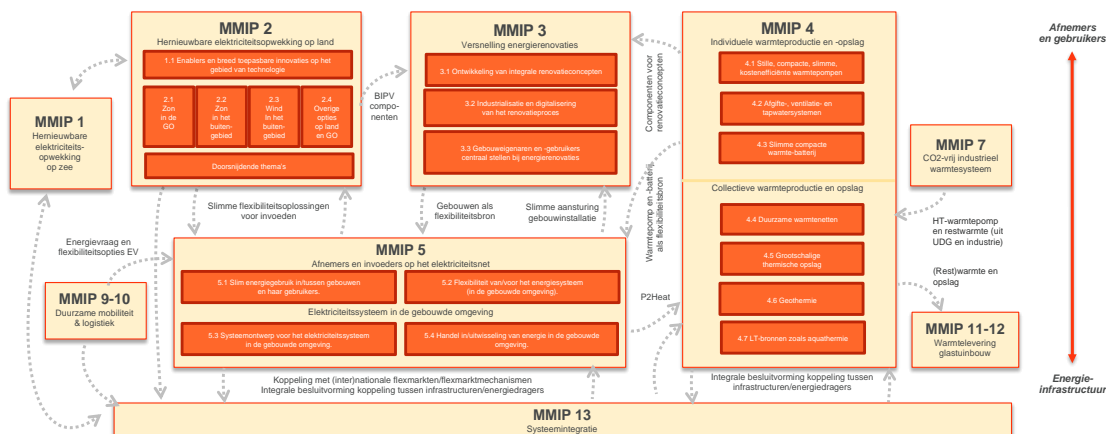 MMIP 2
Hernieuwbare elektriciteitsopwekking op land
1.1 Enablers en breed toepasbare innovaties op het
gebied van technologie
2.1
Zon
in de
GO
2.2
Zon
in het
buiten-
gebied
2.3
Wind
In het
buiten-
gebied
2.4
Overige
opties
op land
en GO
Doorsnijdende thema's
MMIP 1
Hernieuwbare
elektriciteits-
opwekking
op zee
BIPV
compo-
nenten
MMIP 3
Versnelling energierenovaties
3.1 Ontwikkeling van integrale renovatieconcepten
3.2 Industrialisatie en digitalisering
van het renovatieproces
3.3 Gebouweigenaren en -gebruikers
centraal stellen bij energierenovaties
Componenten voor
renovatieconcepten
MMIP 4
Individuele warmteproductie en -opslag
4.1 Stille, compacte, slimme,
kostenefficiënte warmtepompen
4.2 Afgifte-, ventilatie- en
tapwatersystemen
4.3 Slimme compacte
warmte-batterij
Collectieve warmteproductie en opslag
4.4 Duurzame warmtenetten
4.5 Grootschalige
thermische opslag
4.6 Geothermie
4.7 LT-bronnen zoals aquathermie
Afnemers
en gebruikers
MMIP 7
CO2-vrij industrieel
warmtesysteem
HT-warmtepomp
en restwarmte (uit
UDG en industrie)
(Rest)warmte en
opslag
MMIP 11-12
Warmtelevering
glastuinbouw
Energie-
infrastructuur
Slimme flexibiliteitsoplossingen
voor invoeden
Gebouwen als
flexibiliteitsbron
Slimme aansturing
gebouwinstallatie
Warmtepomp en -batterij
als flexibiliteitsbron
Energievraag en
flexibiliteitsopties EV
MMIP 9-10
Duurzame mobiliteit
& logistiek
MMIP 5
Afnemers en invoeders op het elektriciteitsnet
5.1 Slim energiegebruik in/tussen gebouwen
en haar gebruikers.
5.2 Flexibiliteit van/voor het energiesysteem
(in de gebouwde omgeving).
Elektriciteitssysteem in de gebouwde omgeving
5.3 Systeemontwerp voor het elektriciteitssysteem
in de gebouwde omgeving.
5.4 Handel in/uitwisseling van energie in de gebouwde
omgeving.
P2Heat
Koppeling met (inter)nationale flexmarkten/flexmarktmechanismen
Integrale besluitvorming koppeling tussen infrastructuren/energiedragers
Integrale besluitvorming koppeling tussen
infrastructuren/energiedragers
MMIP 13
Systeemintegratie